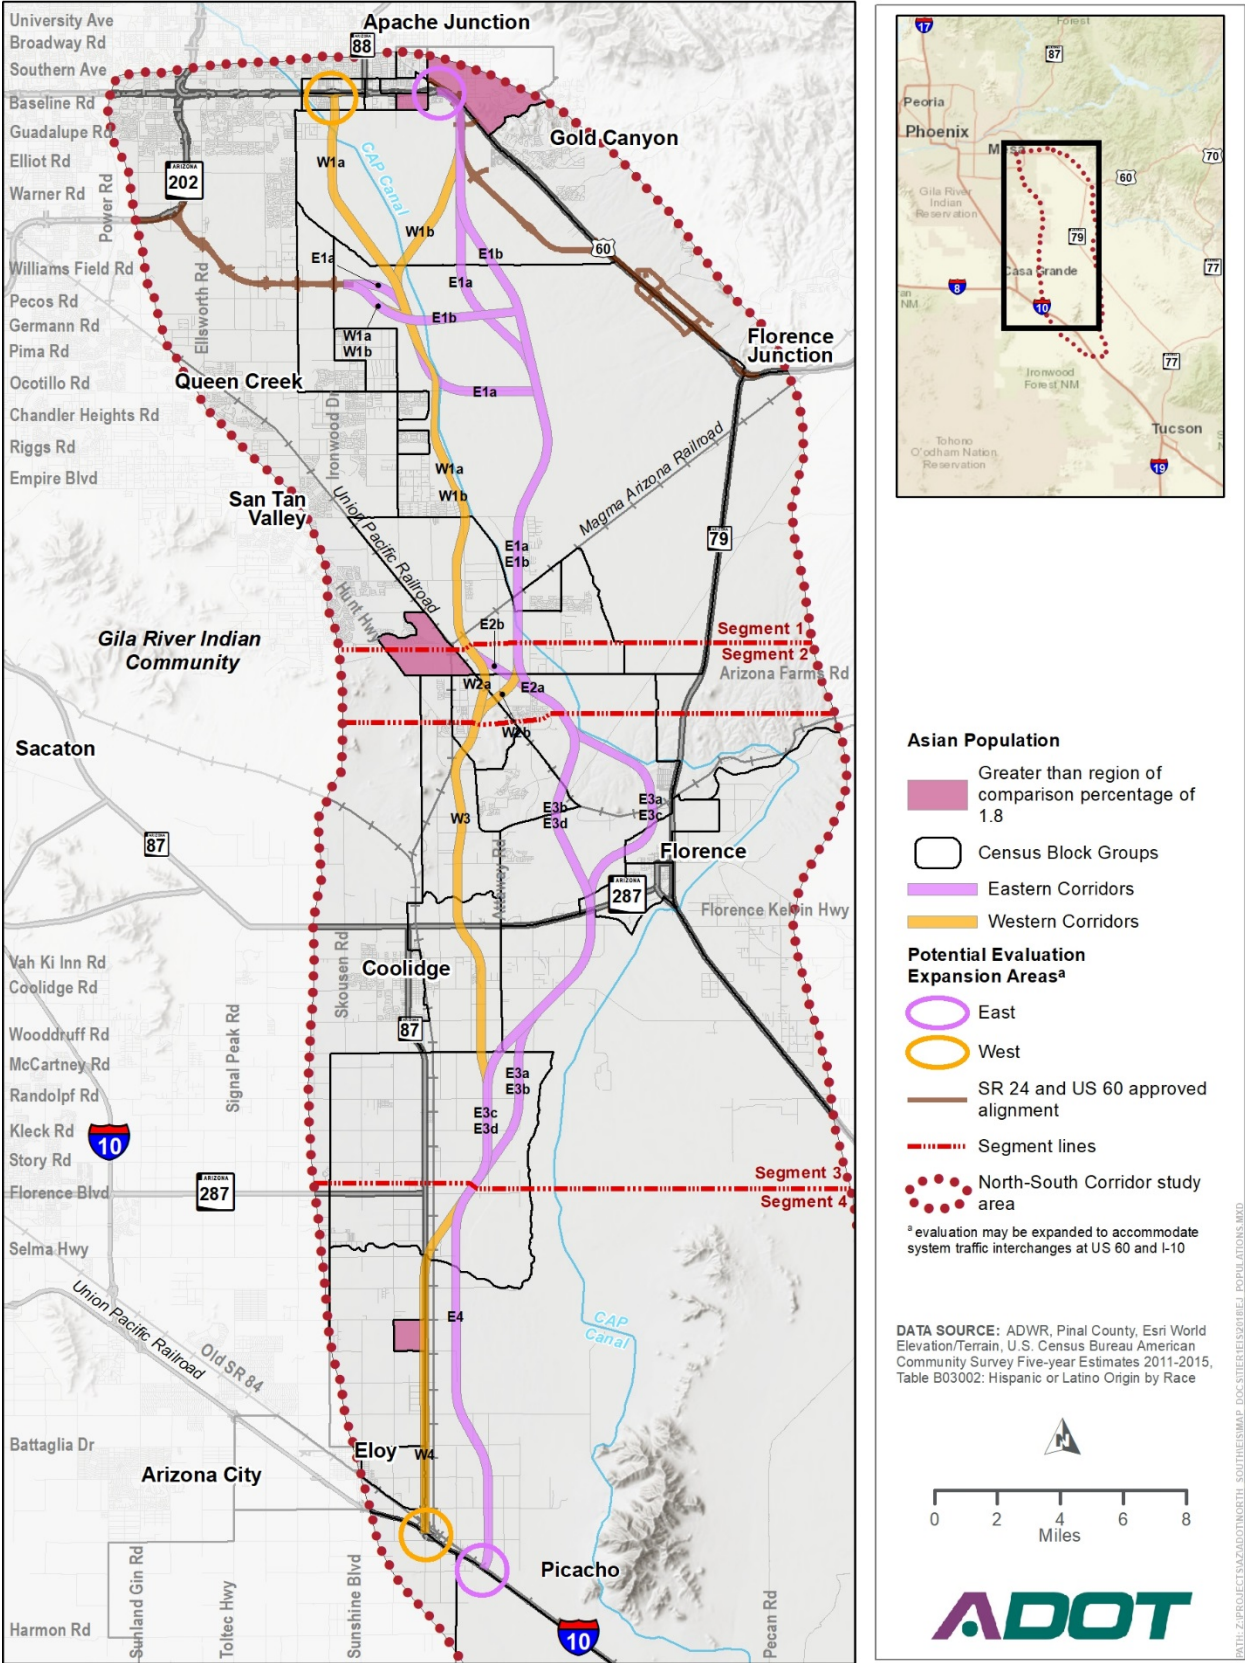 University Ave
Broadway Rd
Southern Ave
Baseline Rd
Guadalupe Rd
Elliot Rd
Warner Rd
Williams Field Rd
Pecos Rd
Germann Rd
Pima Rd
Ocotillo Rd
Chandler Heights Rd
Riggs Rd
Empire Blvd
Apache Junction
88
Gold Canyon
ARIZONA
202
Power Rd
Ellsworth Rd
W1a
CAP Canal
W1b
E1a
E1b
60
E1a
E1b
W1a
W1b
Florence
Junction
Queen Creek
Ironwood Dr
E1a
W1a
W1b
San Tan
Valley
Union Pacific Railroad
Magma Arizona Railroad
ARIZONA
79
E1a
E1b
Hunt Hwy
Gila River Indian
Community
E2b
Segment 1
Segment 2
Arizona Farms Rd
W2a
E2a
W2b
Sacaton
87
W3
E3b
E3d
E3a
E3c
Attaway Rd
Florence
ARIZONA
287
Florence Kelvin Hwy
Vah Ki Inn Rd
Coolidge Rd
Skousen Rd
Coolidge
87
Wooddruff Rd
McCartney Rd
Randolpf Rd
Signal Peak Rd
Kleck Rd
Story Rd
Florence Blvd
10
ARIZONA
287
E3a
E3b
E3c
E3d
Segment 3
Segment 4
Selma Hwy
Union Pacific Railroad
Old SR 84
E4
CAP
Canal
Battaglia Dr
Arizona City
Eloy
W4
Picacho
Harmon Rd
Sunland Gin Rd
Toltec Hwy
Sunshine Blvd
10
Pecan Rd
17
Forest
87
Peoria
Phoenix
Mesa
70
60
Gila River
Indian
Reservation
79
Casa Grande
77
8
an
NM
10
Ironwood
Forest NM
77
Tucson
Tohono
O'odham Nation
Reservation
19
Asian Population
Greater than region of
comparison percentage of
1.8
Census Block Groups
Eastern Corridors
Western Corridors
Potential Evaluation
Expansion Areasᵃ
East
West
SR 24 and US 60 approved
alignment
Segment lines
North-South Corridor study
area
ᵃ evaluation may be expanded to accommodate
system traffic interchanges at US 60 and I-10
DATA SOURCE: ADWR, Pinal County, Esri World
Elevation/Terrain, U.S. Census Bureau American
Community Survey Five-year Estimates 2011-2015,
Table B03002: Hispanic or Latino Origin by Race
N
0 2 4 6 8
Miles
ADOT